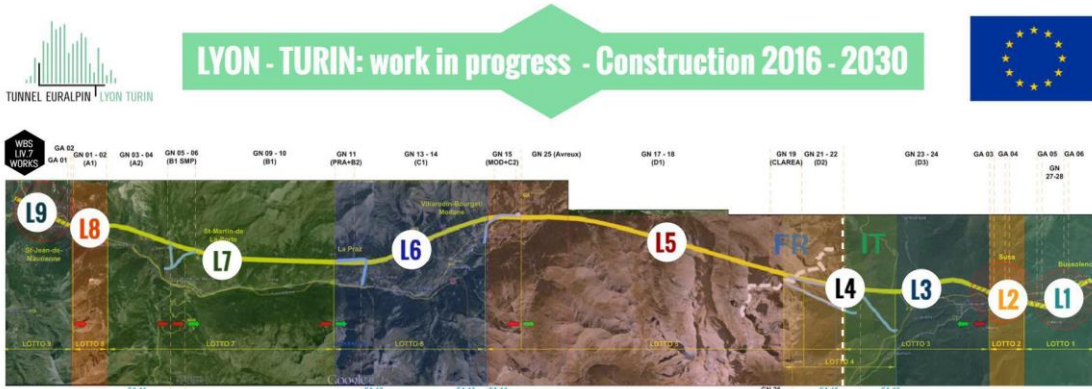 LYON - TURIN: work in progress - Construction 2016 - 2030
TUNNEL EURALPIN LYON TURIN
WBS
LIV.7
WORKS
GA 01
GA 02
GN 01 - 02
(A1)
GN 03 - 04
(A2)
GN 05 - 06
(B1 SMP)
GN 09 - 10
(B1)
GN 11
(PRA+B2)
GN 13 - 14
(C1)
GN 15
(MOD+C2)
GN 25 (Avreux)
GN 17 - 18
(D1)
GN 19
(CLAREA)
GN 21 - 22
(D2)
GN 23 - 24
(D3)
GA 03
GA 04
GA 05
GN
27-28
GA 06
L9
L8
L7
L6
L5
L4
L3
L2
L1
FR
IT
St-Jean-de-
Maurienne
St-Martin-de
La Porte
La Praz
Villarodin-Bourget/
Modane
Susa
Bussoleno
LOTTO 9
LOTTO 8
LOTTO 7
LOTTO 6
LOTTO 5
LOTTO 4
LOTTO 3
LOTTO 2
LOTTO 1
Google